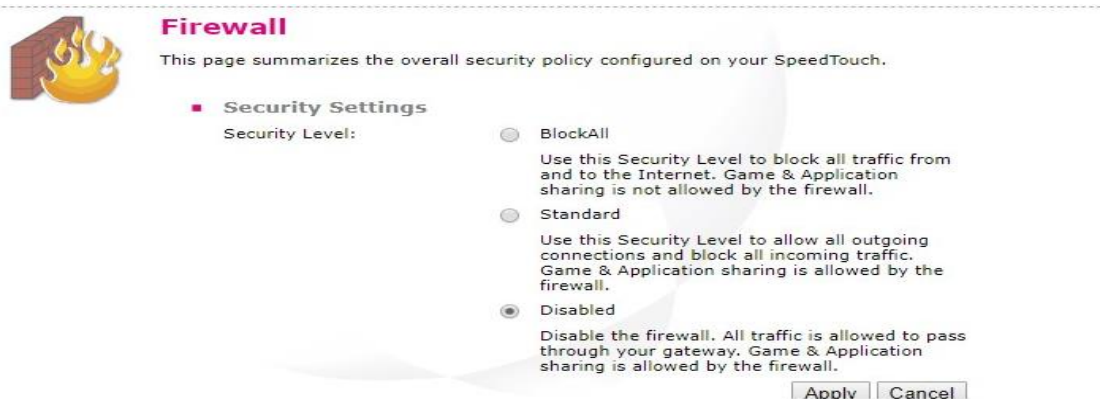 Firewall
This page summarizes the overall security policy configured on your SpeedTouch.
Security Settings
Security Level:
BlockAll
Use this Security Level to block all traffic from
and to the Internet. Game & Application
sharing is not allowed by the firewall.
Standard
Use this Security Level to allow all outgoing
connections and block all incoming traffic.
Game & Application sharing is allowed by the
firewall.
Disabled
Disable the firewall. All traffic is allowed to pass
through your gateway. Game & Application
sharing is allowed by the firewall.
Apply Cancel